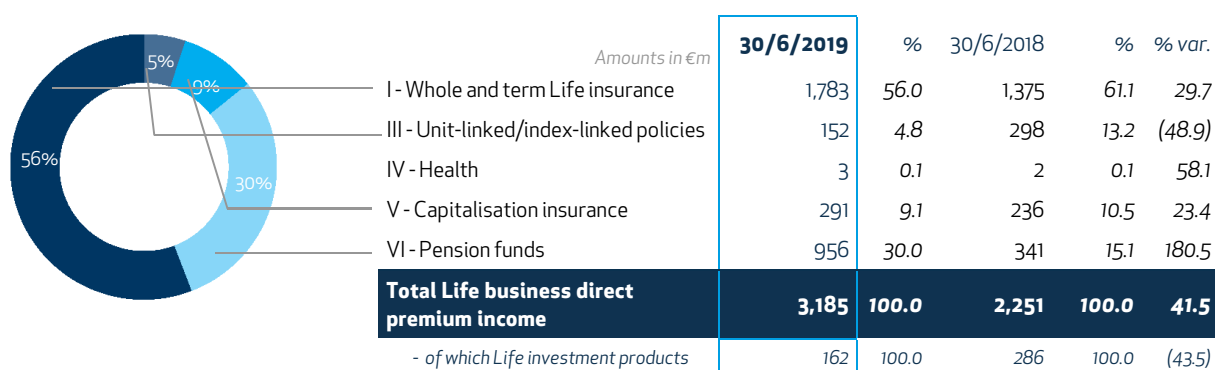 Amounts in €m 30/6/2019 % 30/6/2018 % % var.
I - Whole and term Life insurance 1,783 56.0 1,375 61.1 29.7
III - Unit-linked/index-linked policies 152 4.8 298 13.2 (48.9)
IV - Health 3 0.1 2 0.1 58.1
V - Capitalisation insurance 291 9.1 236 10.5 23.4
VI - Pension funds 956 30.0 341 15.1 180.5
Total Life business direct
premium income 3,185 100.0 2,251 100.0 41.5
- of which Life investment products 162 100.0 286 100.0 (43.5)
5%
9%
56%
30%